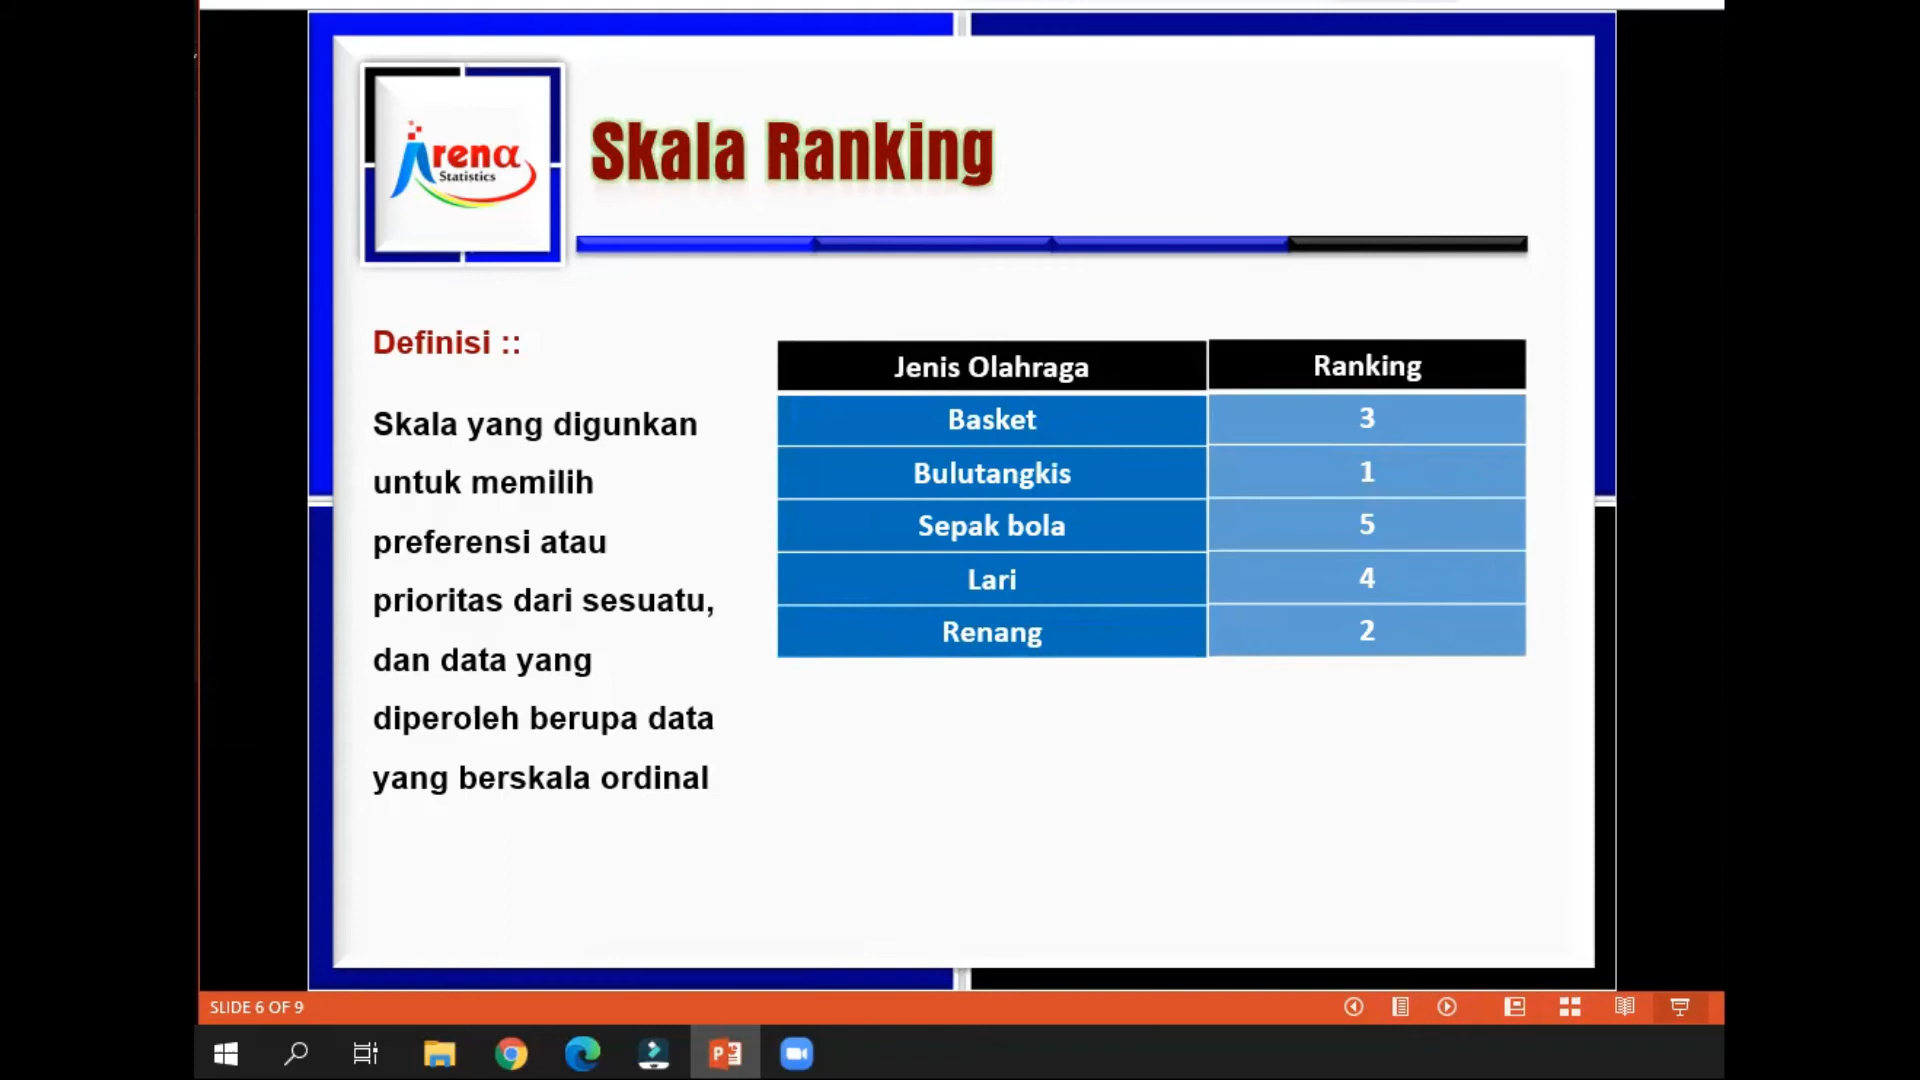 Arenα
Statistics
Skala Ranking
Definisi ::
Skala yang digunkan
untuk memilih
preferensi atau
prioritas dari sesuatu,
dan data yang
diperoleh berupa data
yang berskala ordinal
Jenis Olahraga Ranking
Basket 3
Bulutangkis 1
Sepak bola 5
Lari 4
Renang 2
SLIDE 6 OF 9